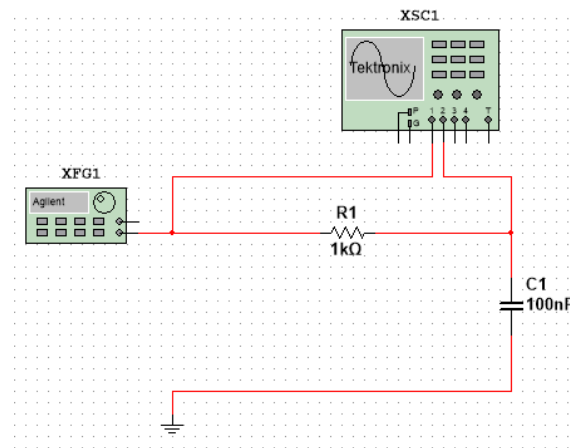 XSC1
Tektronix
P
G
1 2 3 4
T
XFG1
Agilent
R1
1kΩ
C1
100nF